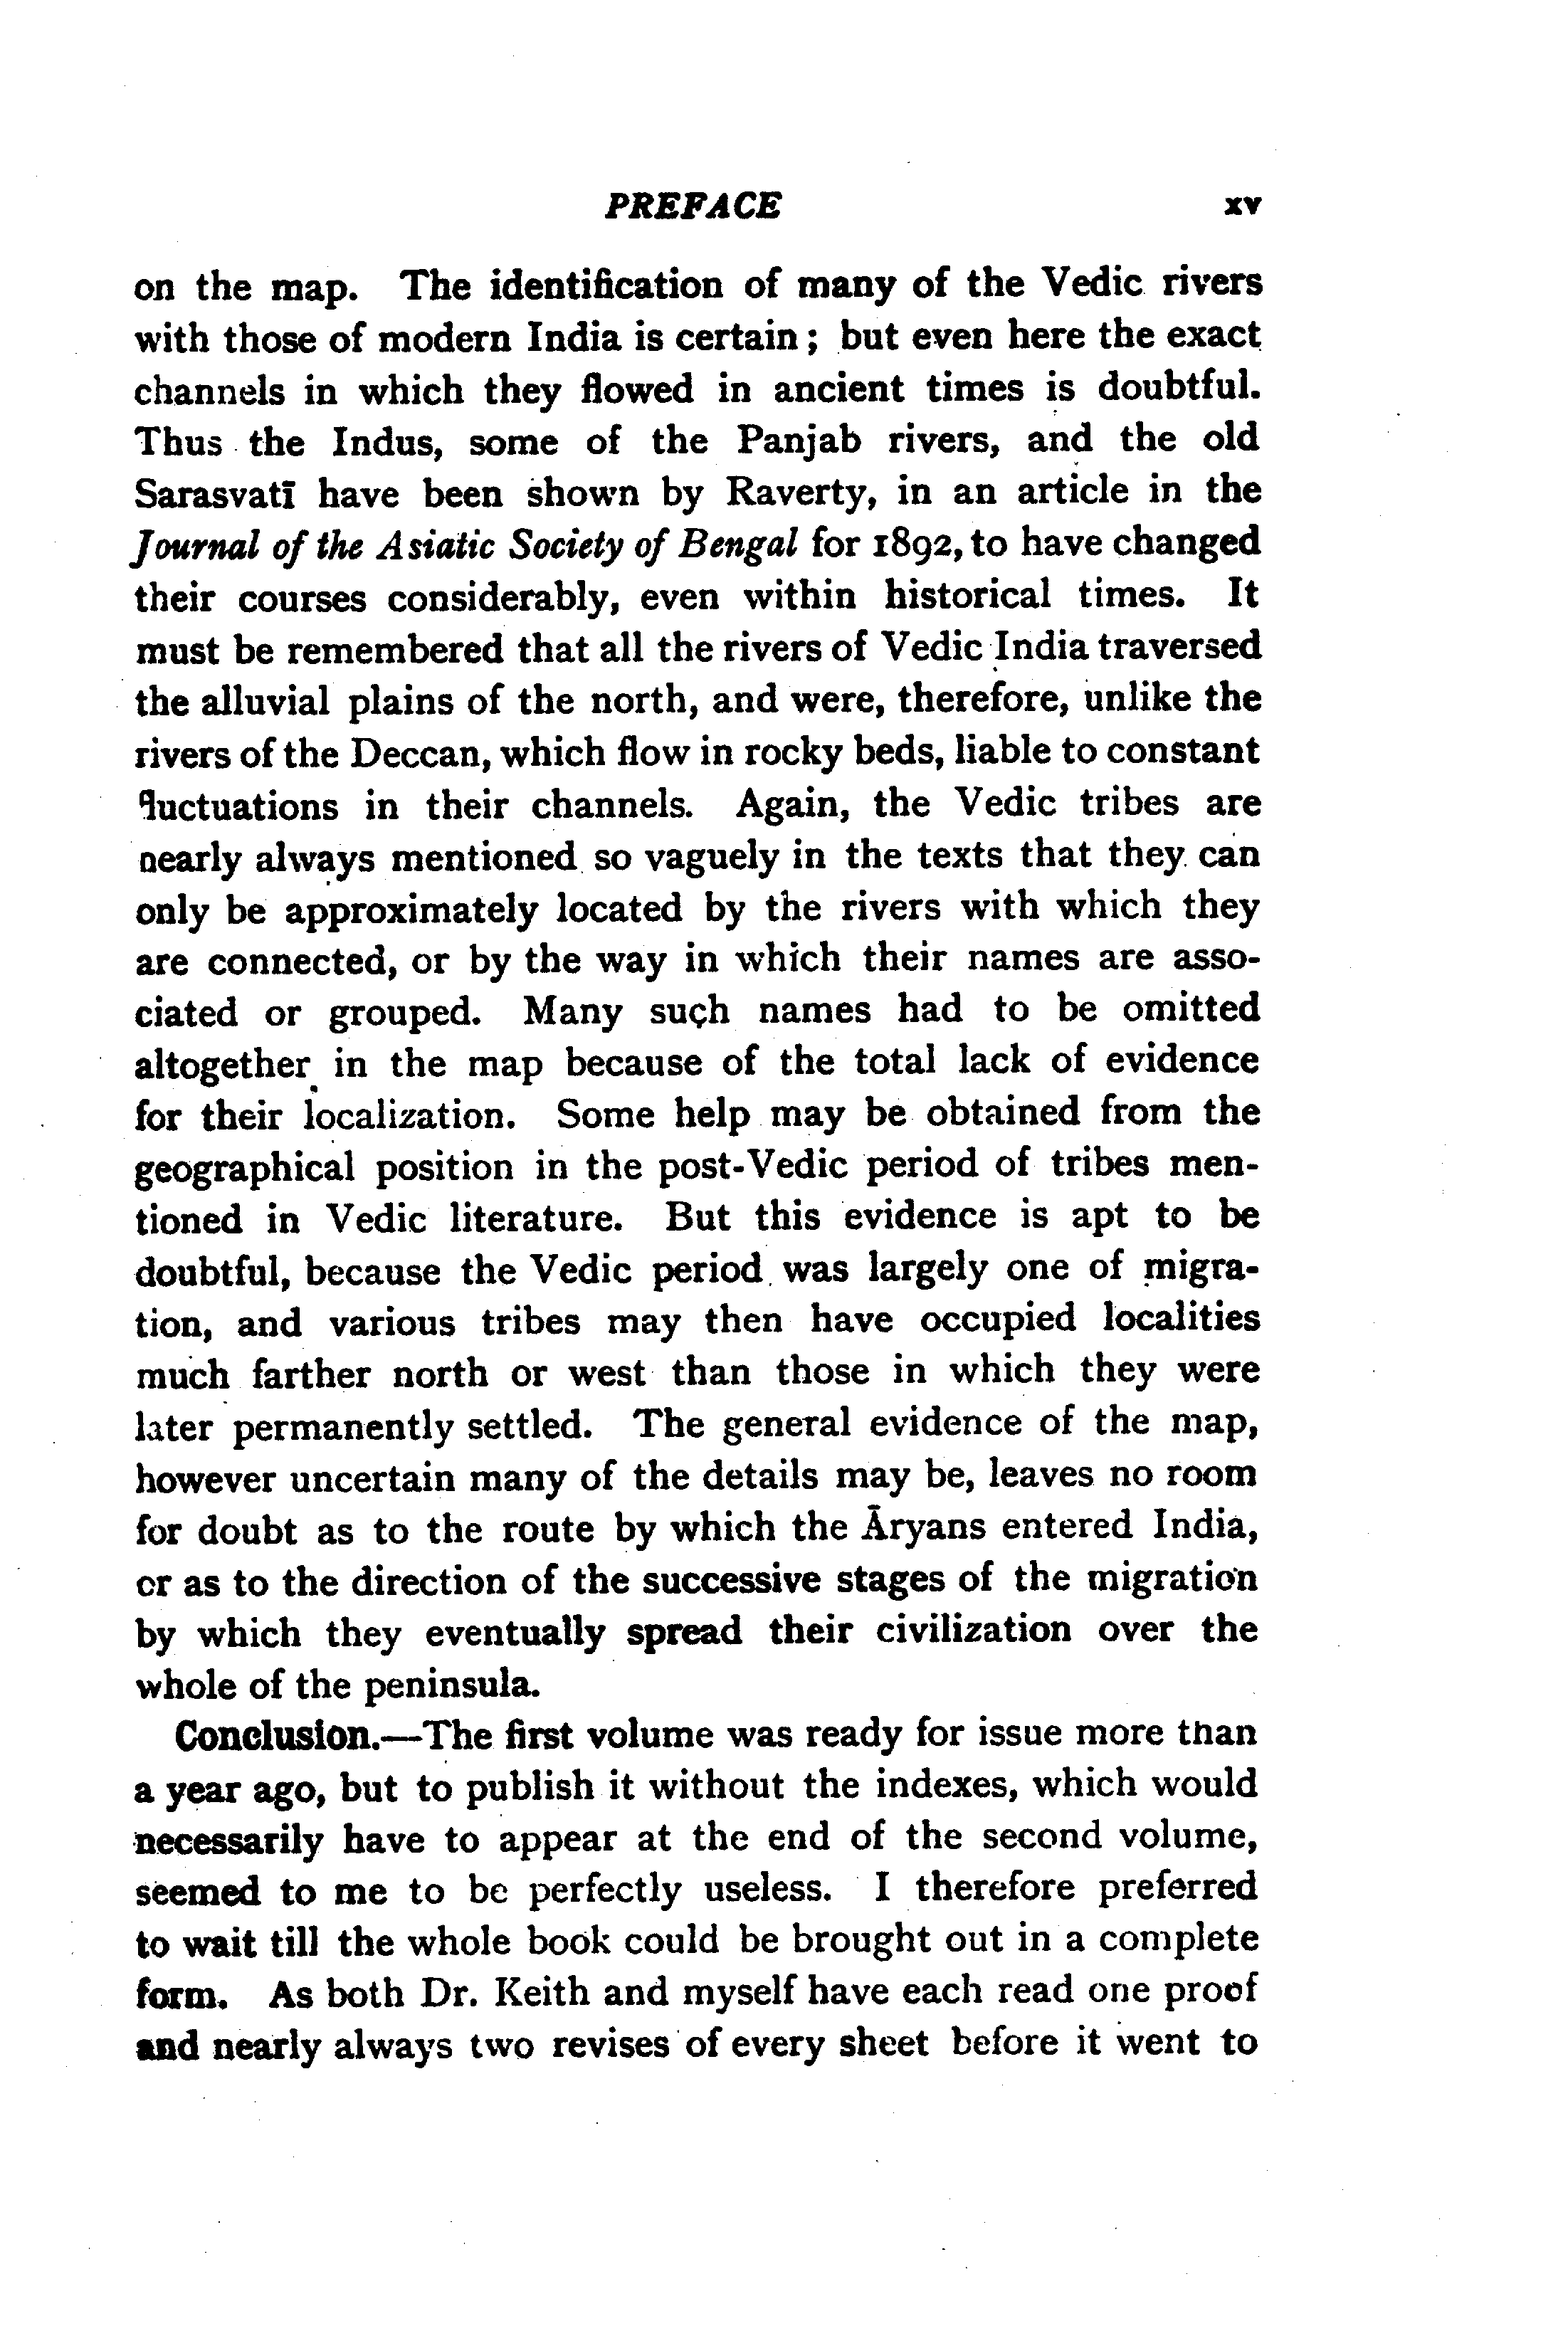 PREFACE xv
on the map. The identification of many of the Vedic rivers
with those of modern India is certain ; but even here the exact
channels in which they flowed in ancient times is doubtful.
Thus the Indus, some of the Panjab rivers, and the old
Sarasvatī have been shown by Raverty, in an article in the
Journal of the Asiatic Society of Bengal for 1892, to have changed
their courses considerably, even within historical times. It
must be remembered that all the rivers of Vedic India traversed
the alluvial plains of the north, and were, therefore, unlike the
rivers of the Deccan, which flow in rocky beds, liable to constant
fluctuations in their channels. Again, the Vedic tribes are
nearly always mentioned so vaguely in the texts that they can
only be approximately located by the rivers with which they
are connected, or by the way in which their names are asso-
ciated or grouped. Many such names had to be omitted
altogether in the map because of the total lack of evidence
for their localization. Some help may be obtained from the
geographical position in the post-Vedic period of tribes men-
tioned in Vedic literature. But this evidence is apt to be
doubtful, because the Vedic period was largely one of migra-
tion, and various tribes may then have occupied localities
much farther north or west than those in which they were
later permanently settled. The general evidence of the map,
however uncertain many of the details may be, leaves no room
for doubt as to the route by which the Āryans entered India,
or as to the direction of the successive stages of the migration
by which they eventually spread their civilization over the
whole of the peninsula.
Conclusion.—The first volume was ready for issue more than
a year ago, but to publish it without the indexes, which would
necessarily have to appear at the end of the second volume,
seemed to me to be perfectly useless. I therefore preferred
to wait till the whole book could be brought out in a complete
form. As both Dr. Keith and myself have each read one proof
and nearly always two revises of every sheet before it went to